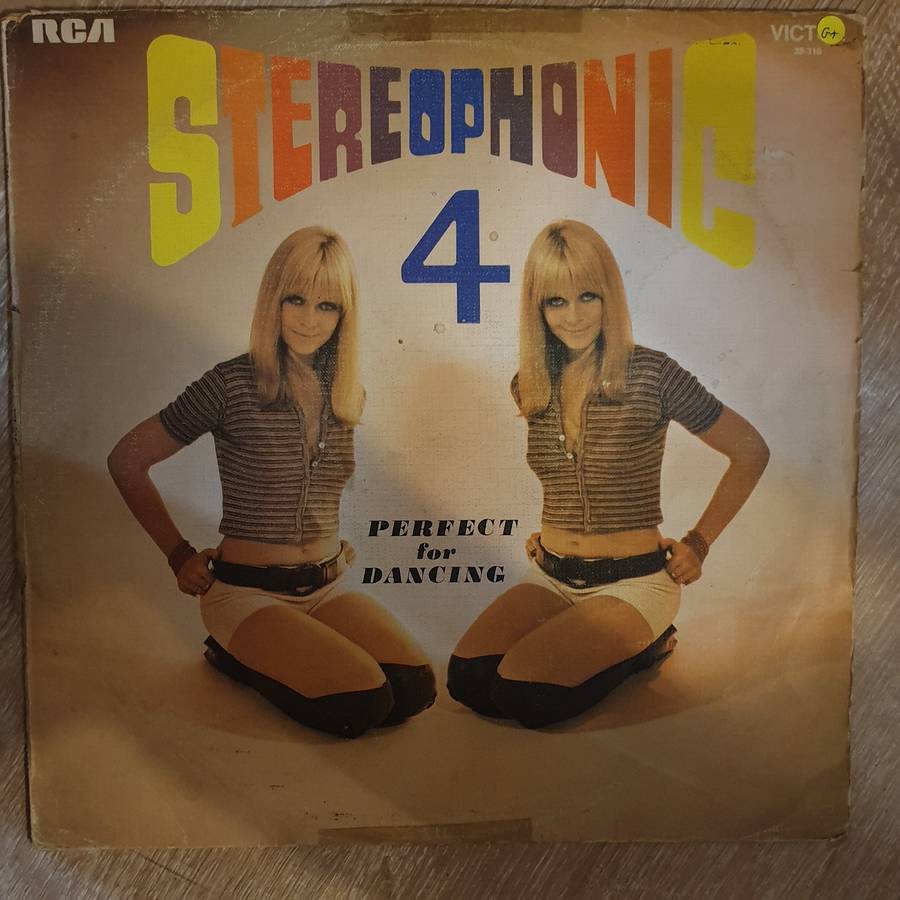 RCA
VICT
G+
STEREOPHONIC
4
PERFECT
for
DANCING